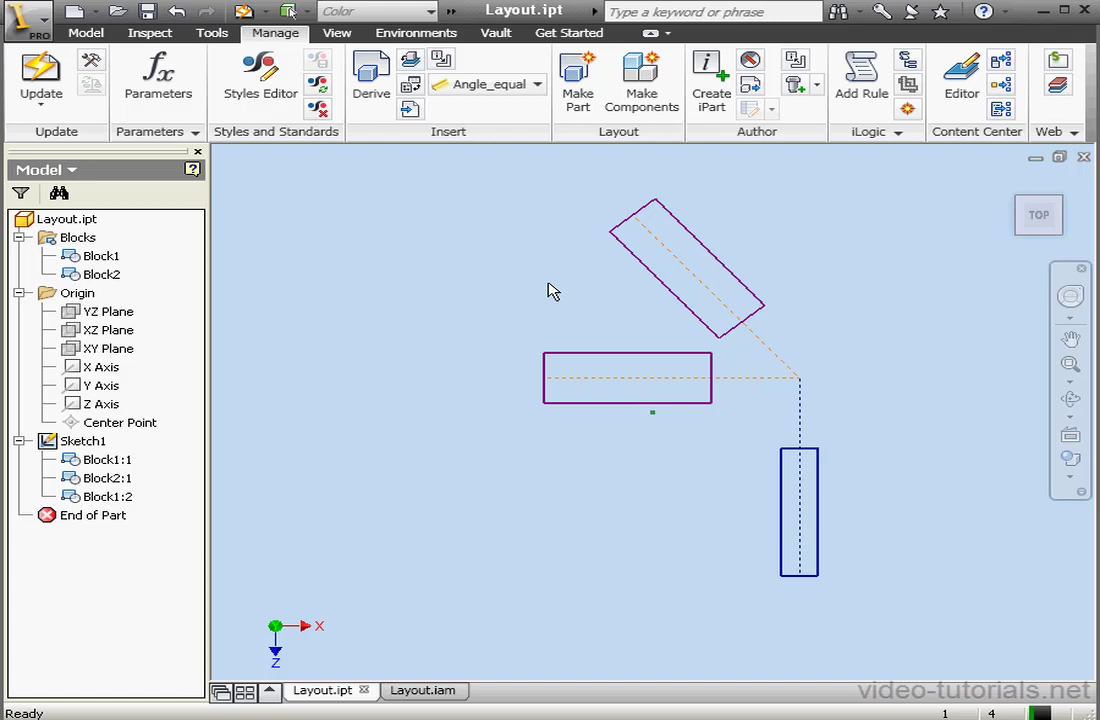 Color
Layout.ipt
Type a keyword or phrase
PRO
Model
Inspect
Tools
Manage
View
Environments
Vault
Get Started
Update
Parameters
Styles Editor
Derive
Angle_equal
Make Part
Make Components
Create iPart
Add Rule
Editor
Update
Parameters
Styles and Standards
Insert
Layout
Author
iLogic
Content Center
Web
Model
Layout.ipt
Blocks
Block1
Block2
Origin
YZ Plane
XZ Plane
XY Plane
X Axis
Y Axis
Z Axis
Center Point
Sketch1
Block1:1
Block2:1
Block1:2
End of Part
TOP
X
Z
Layout.ipt
Layout.iam
video-tutorials.net
Ready
1
4